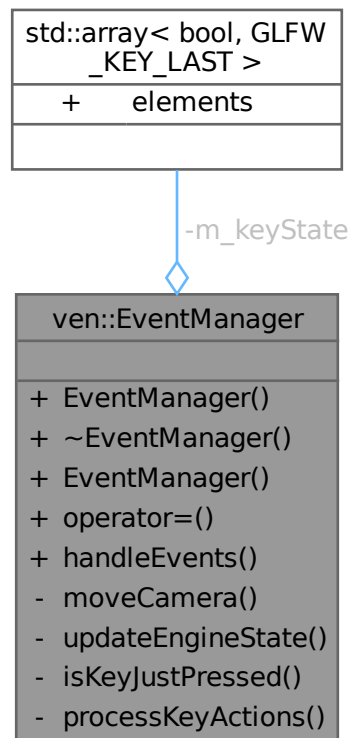 std::array< bool, GLFW
_KEY_LAST >
+ elements
-m_keyState
ven::EventManager
+ EventManager()
+ ~EventManager()
+ EventManager()
+ operator=()
+ handleEvents()
- moveCamera()
- updateEngineState()
- isKeyJustPressed()
- processKeyActions()